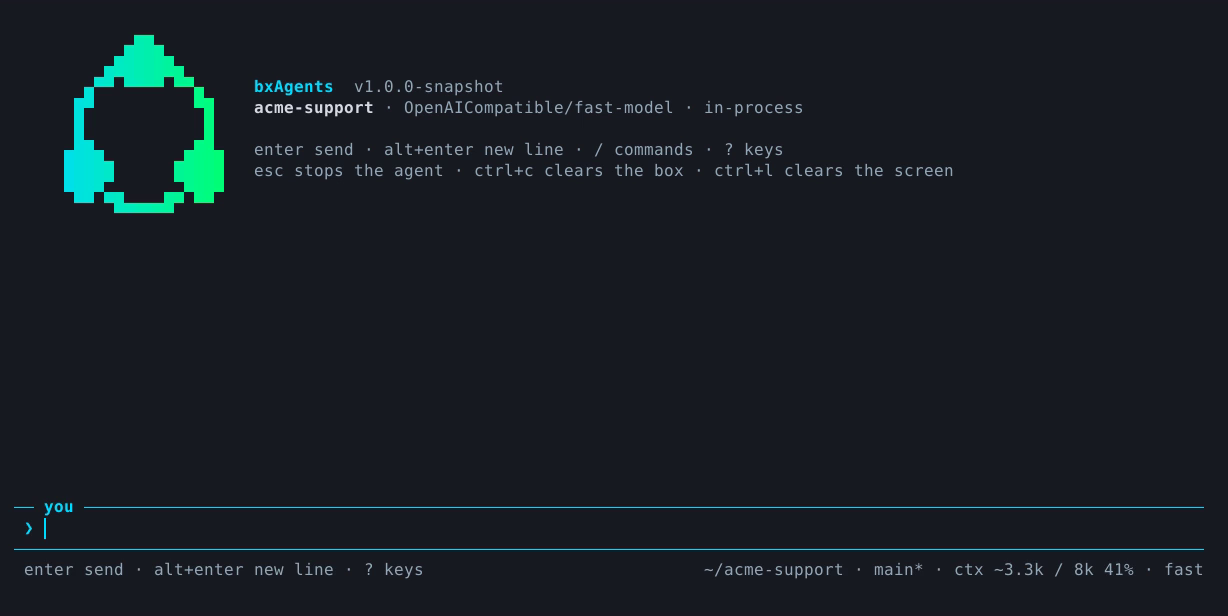 bxAgents  v1.0.0-snapshot
acme-support · OpenAICompatible/fast-model · in-process
enter send · alt+enter new line · / commands · ? keys
esc stops the agent · ctrl+c clears the box · ctrl+l clears the screen
you
❯
enter send · alt+enter new line · ? keys
~/acme-support · main* · ctx ~3.3k / 8k 41% · fast